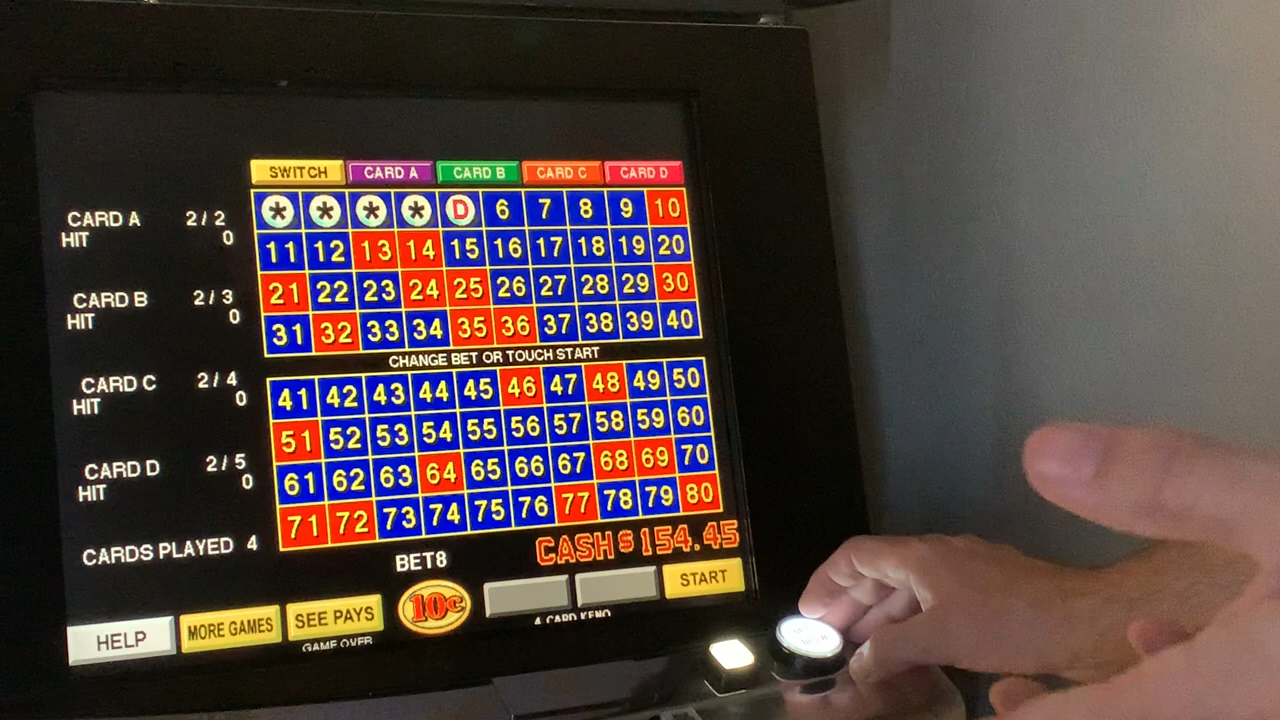 SWITCH CARD A CARD B CARD C CARD D
CARD A 2/2
HIT 0
CARD B 2/3
HIT 0
CARD C 2/4
HIT 0
CARD D 2/5
HIT 0
CARDS PLAYED 4
* * * * D 6 7 8 9 10
11 12 13 14 15 16 17 18 19 20
21 22 23 24 25 26 27 28 29 30
31 32 33 34 35 36 37 38 39 40
CHANGE BET OR TOUCH START
41 42 43 44 45 46 47 48 49 50
51 52 53 54 55 56 57 58 59 60
61 62 63 64 65 66 67 68 69 70
71 72 73 74 75 76 77 78 79 80
BET8 CASH $154.45
HELP MORE GAMES SEE PAYS 10¢ START
GAME OVER 4 CARD KENO